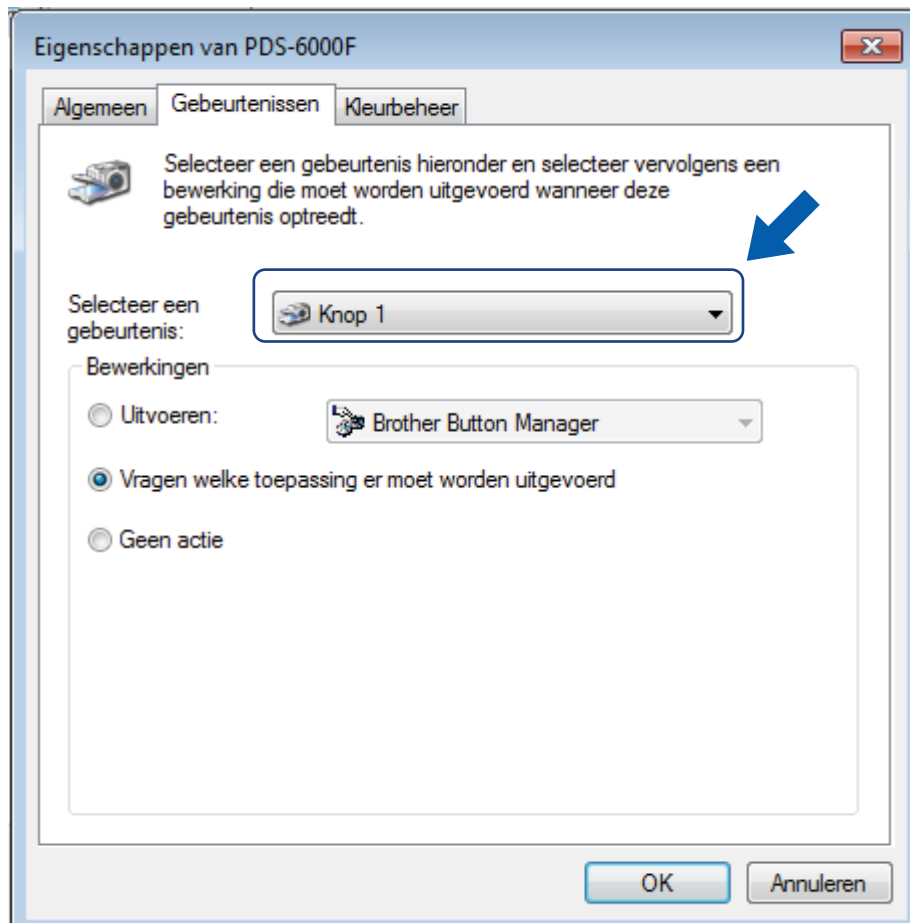 Eigenschappen van PDS-6000F
Algemeen
Gebeurtenissen
Kleurbeheer
Selecteer een gebeurtenis hieronder en selecteer vervolgens een
bewerking die moet worden uitgevoerd wanneer deze
gebeurtenis optreedt.
Selecteer een
gebeurtenis:
Knop 1
Bewerkingen
Uitvoeren:
Brother Button Manager
Vragen welke toepassing er moet worden uitgevoerd
Geen actie
OK
Annuleren